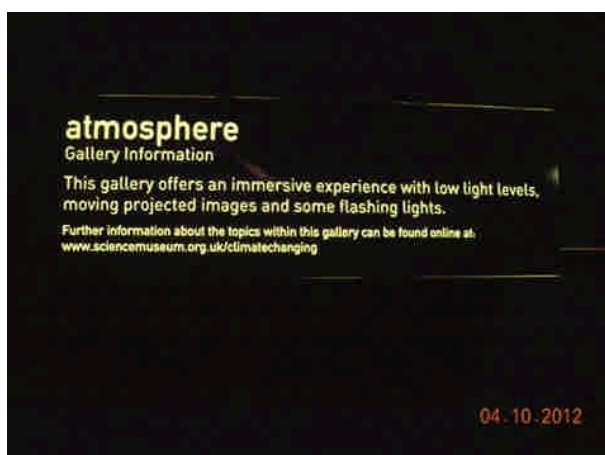 atmosphere
Gallery Information
This gallery offers an immersive experience with low light levels,
moving projected images and some flashing lights.
Further information about the topics within this gallery can be found online at:
www.sciencemuseum.org.uk/climatechanging
04.10.2012